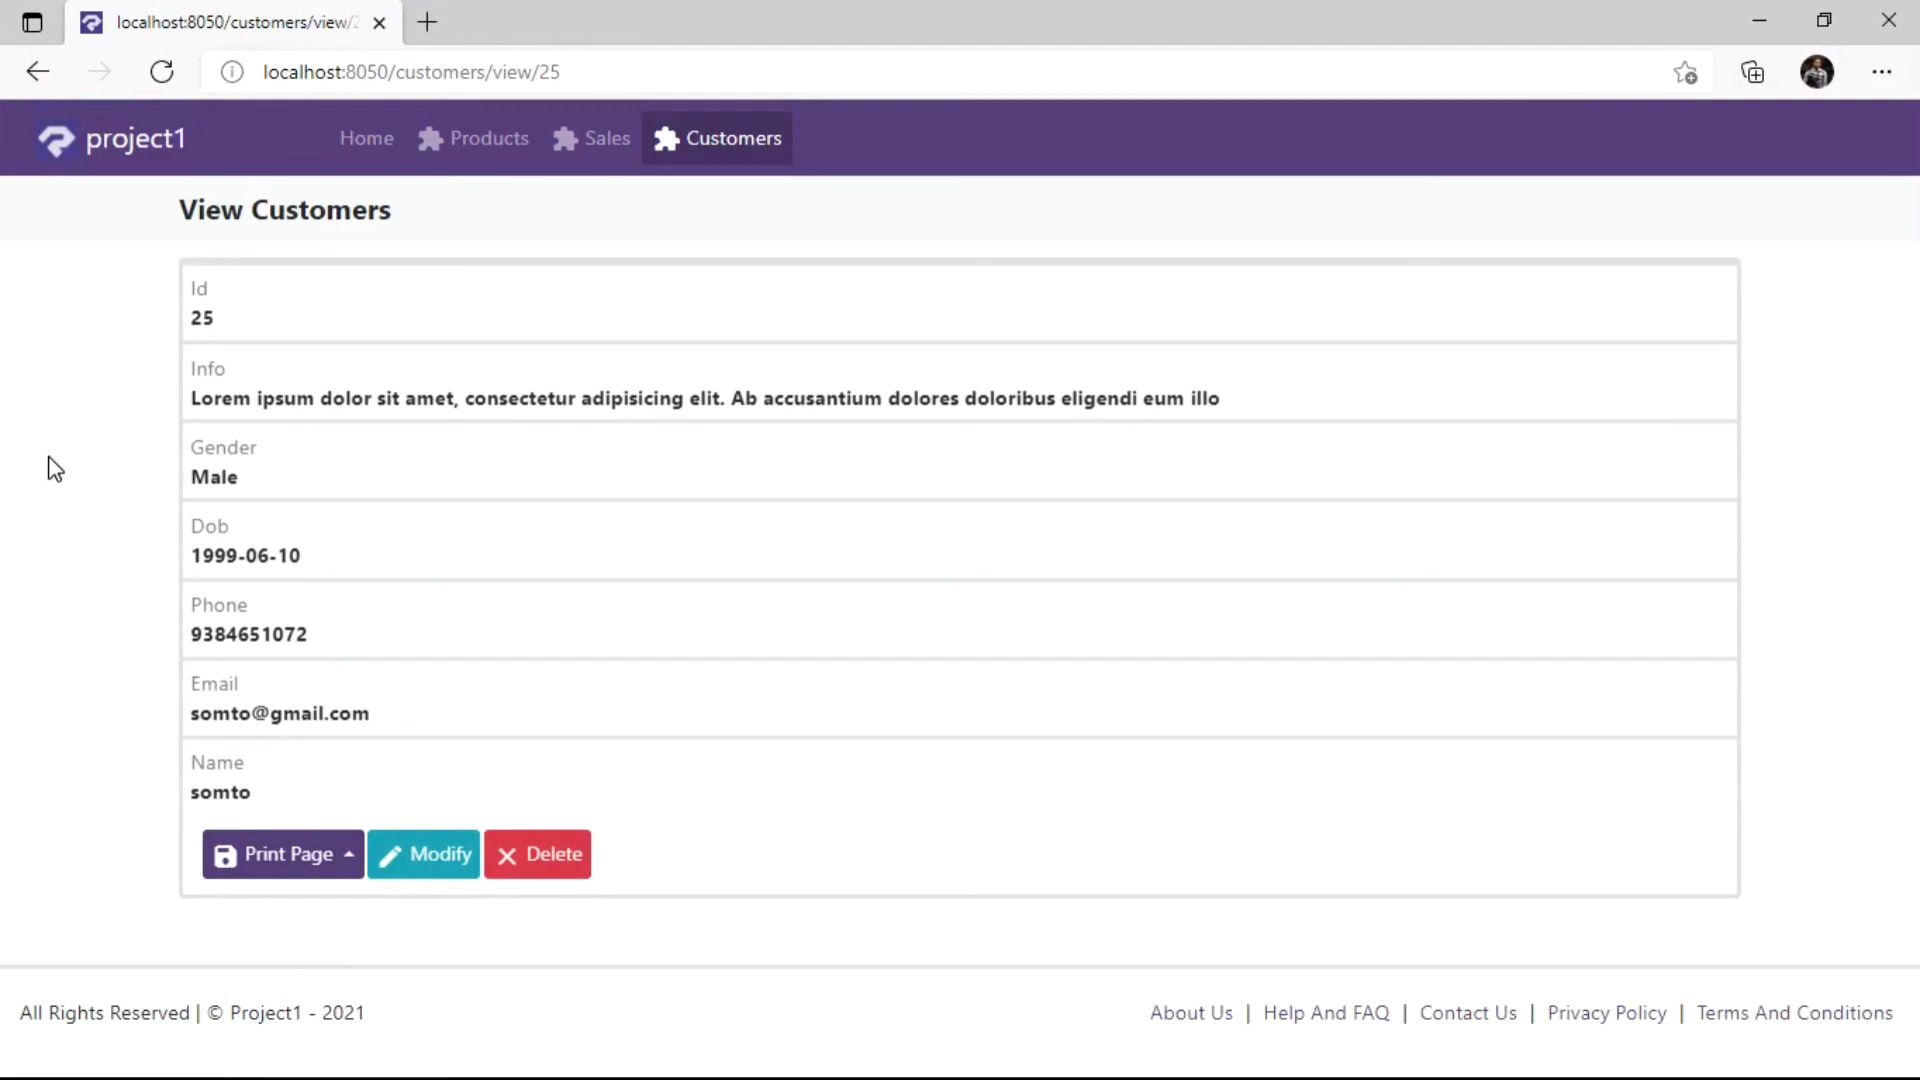 localhost:8050/customers/view/
localhost:8050/customers/view/25
project1
Home
Products
Sales
Customers
View Customers
Id
25
Info
Lorem ipsum dolor sit amet, consectetur adipisicing elit. Ab accusantium dolores doloribus eligendi eum illo
Gender
Male
Dob
1999-06-10
Phone
9384651072
Email
somto@gmail.com
Name
somto
Print Page
Modify
Delete
All Rights Reserved | © Project1 - 2021
About Us | Help And FAQ | Contact Us | Privacy Policy | Terms And Conditions